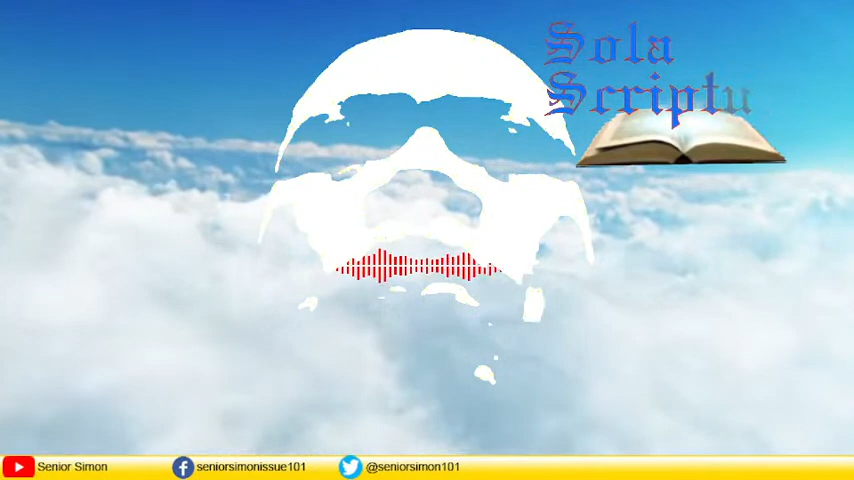 Sola
Scriptu
Senior Simon
seniorsimonissue101
@seniorsimon101